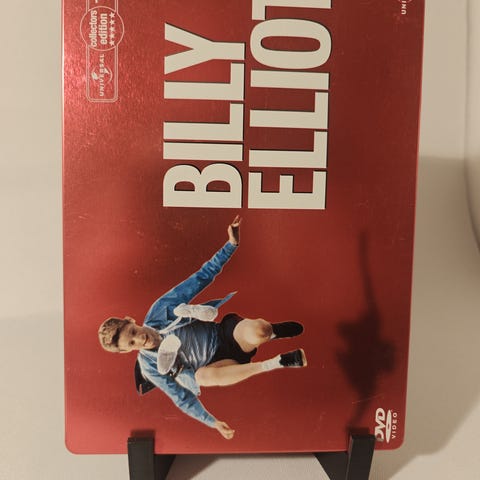 collectors
edition
UNIVERSAL
BILLY
ELLIOT
DVD
VIDEO